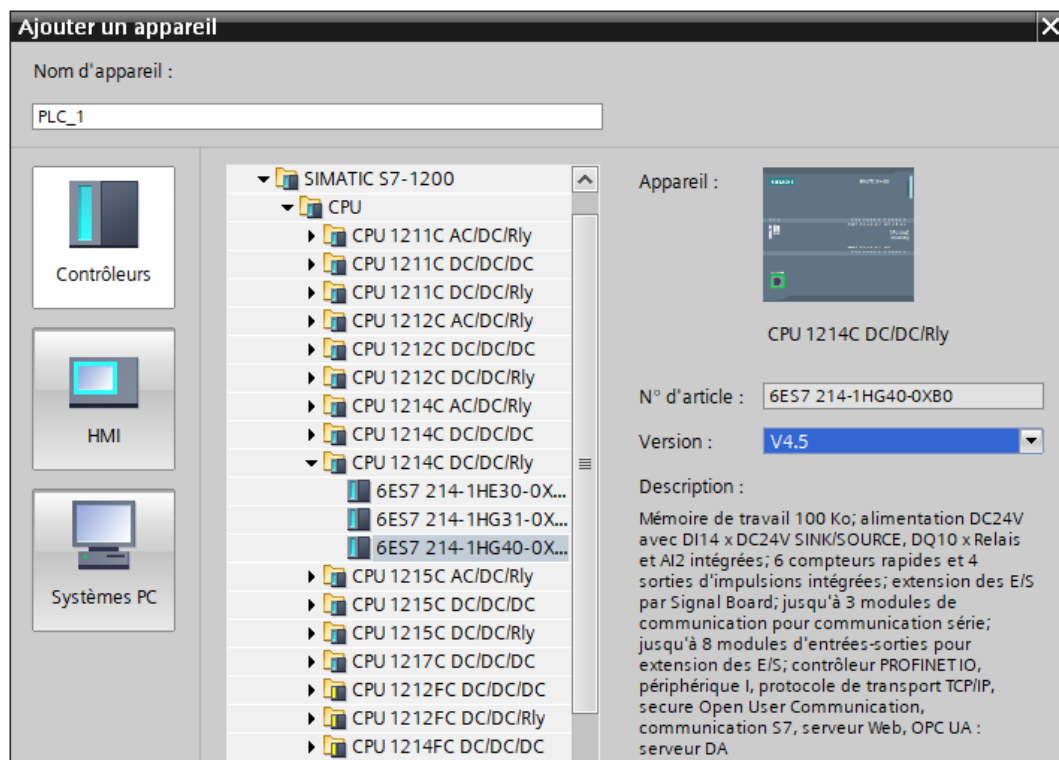 Ajouter un appareil
Nom d'appareil :
PLC_1
Contrôleurs
HMI
Systèmes PC
SIMATIC S7-1200
CPU
CPU 1211C AC/DC/Rly
CPU 1211C DC/DC/DC
CPU 1211C DC/DC/Rly
CPU 1212C AC/DC/Rly
CPU 1212C DC/DC/DC
CPU 1212C DC/DC/Rly
CPU 1214C AC/DC/Rly
CPU 1214C DC/DC/DC
CPU 1214C DC/DC/Rly
6ES7 214-1HE30-0X...
6ES7 214-1HG31-0X...
6ES7 214-1HG40-0X...
CPU 1215C AC/DC/Rly
CPU 1215C DC/DC/DC
CPU 1215C DC/DC/Rly
CPU 1217C DC/DC/DC
CPU 1212FC DC/DC/DC
CPU 1212FC DC/DC/Rly
CPU 1214FC DC/DC/DC
Appareil :
SIEMENS
CPU 1214C DC/DC/Rly
N° d'article :
6ES7 214-1HG40-0XB0
Version :
V4.5
Description :
Mémoire de travail 100 Ko; alimentation DC24V
avec DI14 x DC24V SINK/SOURCE, DQ10 x Relais
et AI2 intégrées; 6 compteurs rapides et 4
sorties d'impulsions intégrées; extension des E/S
par Signal Board; jusqu'à 3 modules de
communication pour communication série;
jusqu'à 8 modules d'entrées-sorties pour
extension des E/S; contrôleur PROFINET IO,
périphérique I, protocole de transport TCP/IP,
secure Open User Communication,
communication S7, serveur Web, OPC UA :
serveur DA